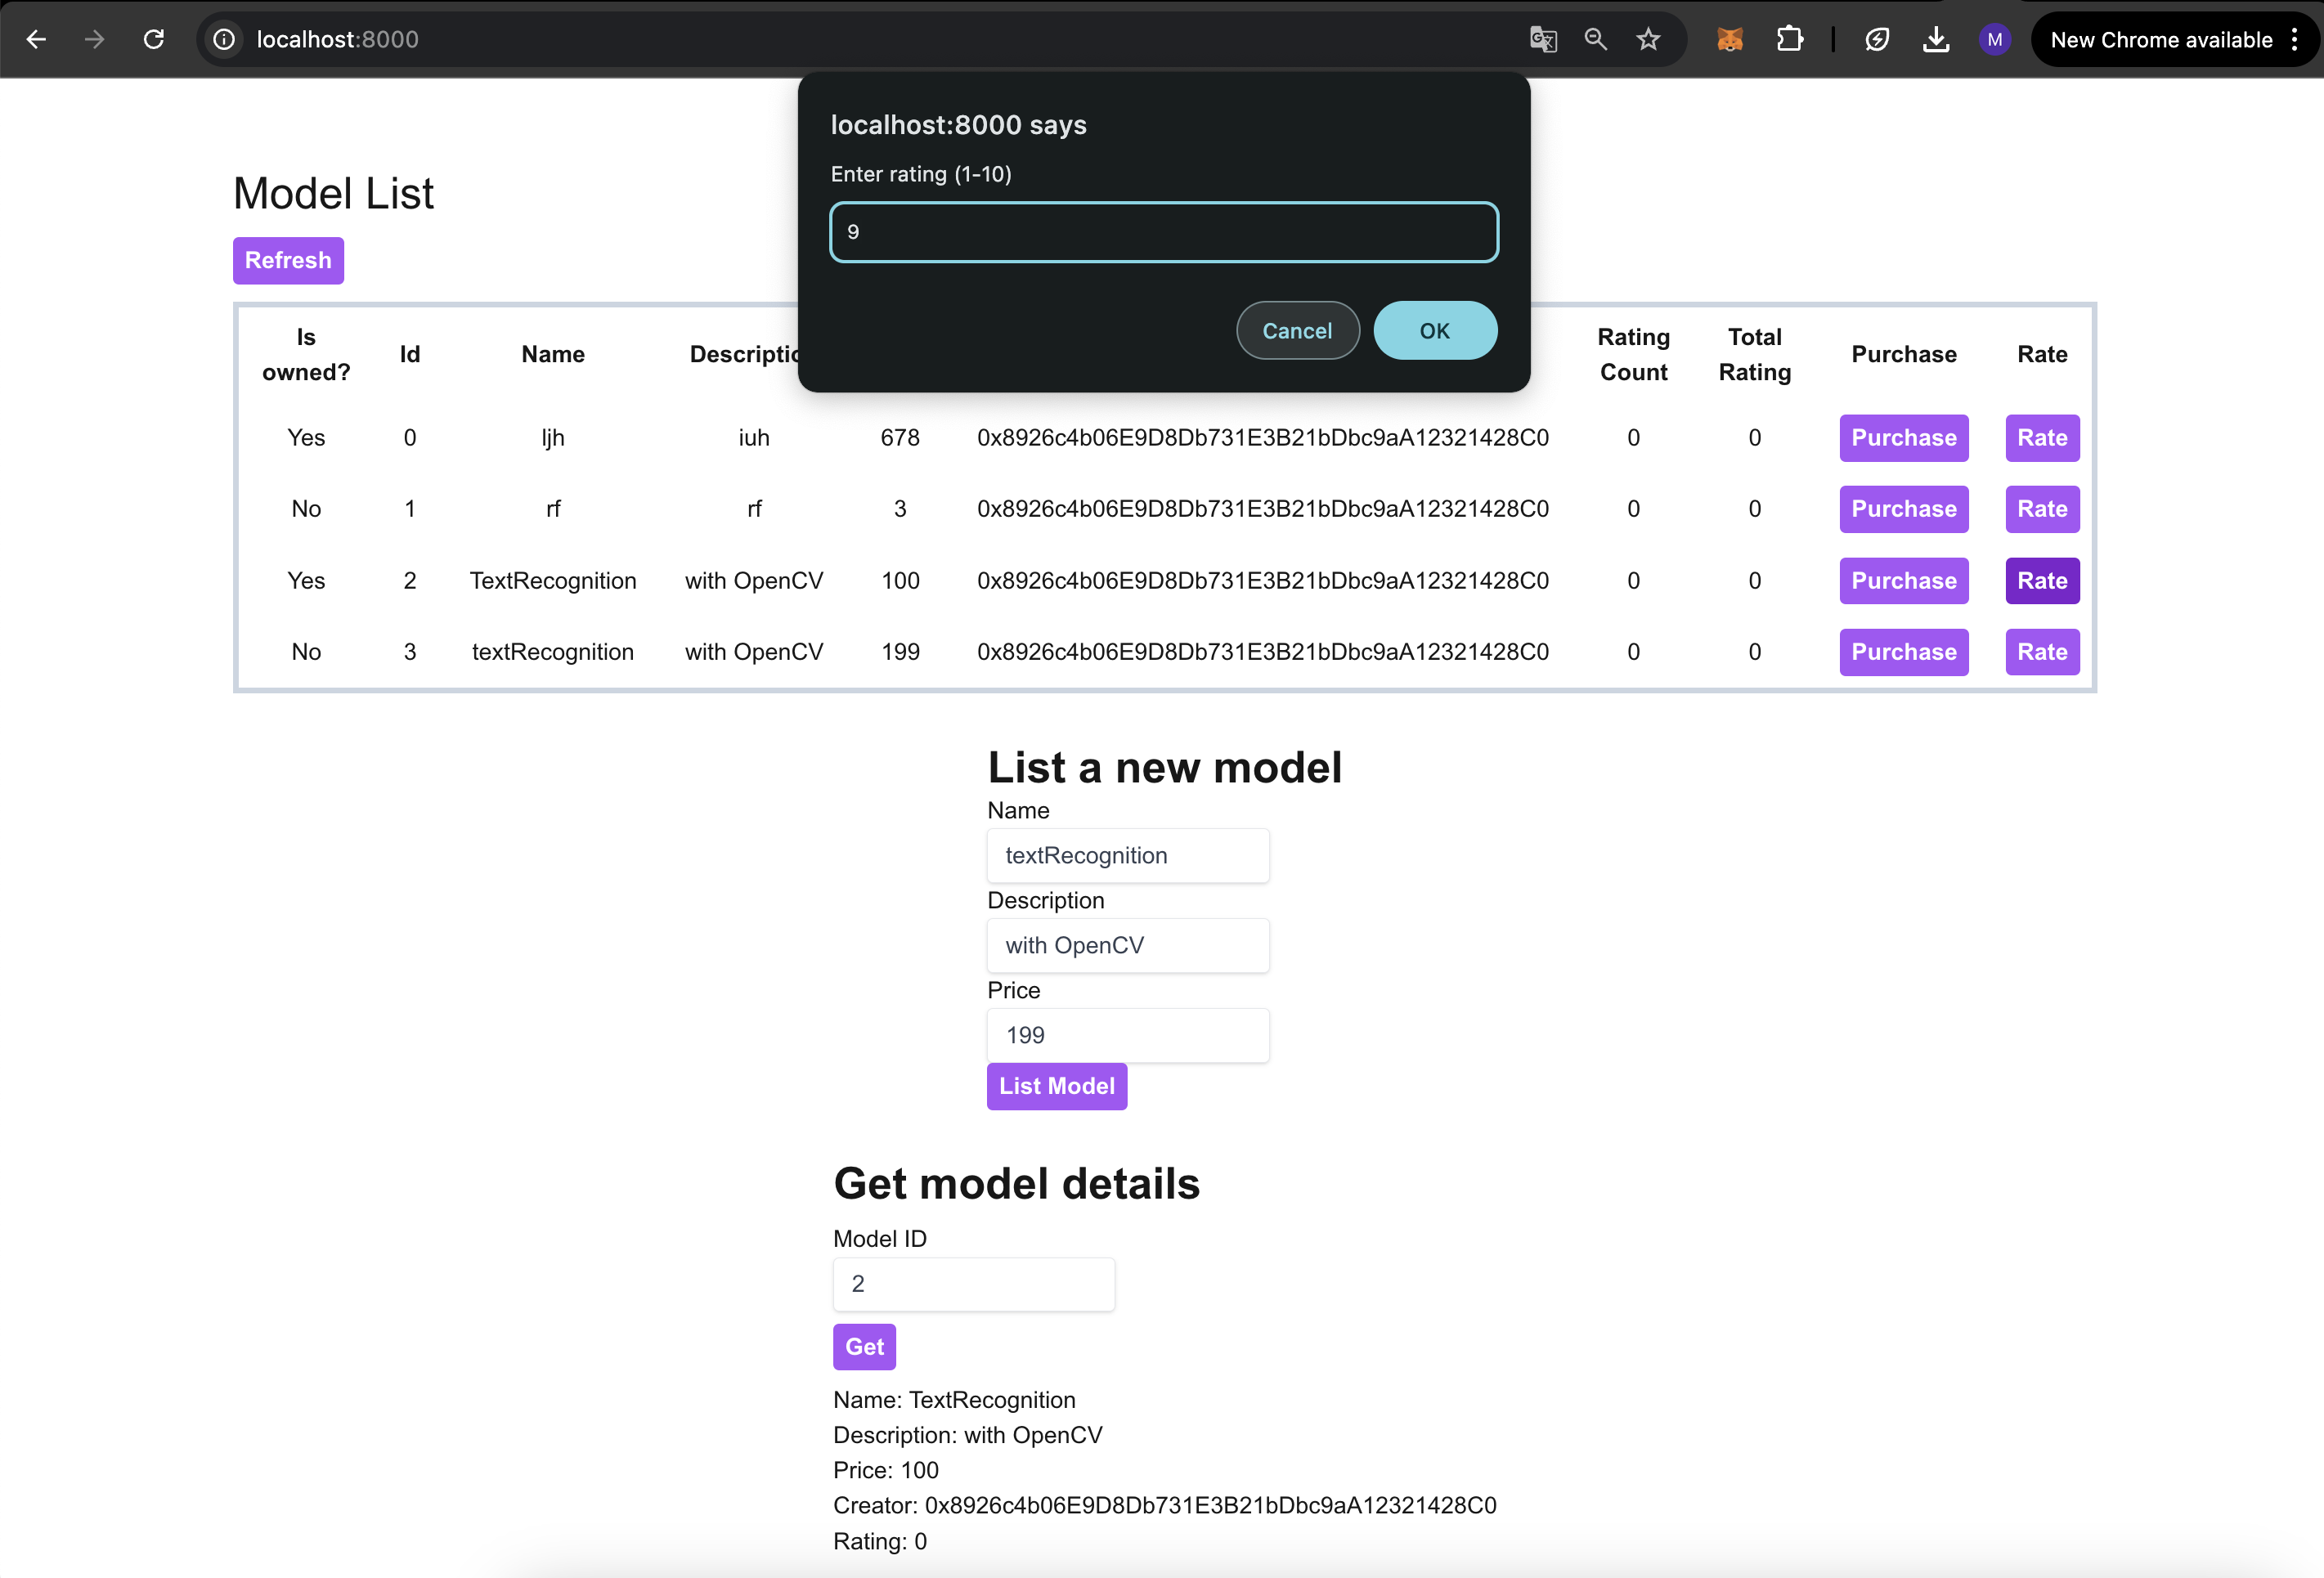 localhost:8000
M
New Chrome available
localhost:8000 says
Enter rating (1-10)
9
Cancel
OK
Model List
Refresh
Is owned? Id Name Descriptio Rating Count Total Rating Purchase Rate
Yes 0 ljh iuh 678 0x8926c4b06E9D8Db731E3B21bDbc9aA12321428C0 0 0 Purchase Rate
No 1 rf rf 3 0x8926c4b06E9D8Db731E3B21bDbc9aA12321428C0 0 0 Purchase Rate
Yes 2 TextRecognition with OpenCV 100 0x8926c4b06E9D8Db731E3B21bDbc9aA12321428C0 0 0 Purchase Rate
No 3 textRecognition with OpenCV 199 0x8926c4b06E9D8Db731E3B21bDbc9aA12321428C0 0 0 Purchase Rate
List a new model
Name
textRecognition
Description
with OpenCV
Price
199
List Model
Get model details
Model ID
2
Get
Name: TextRecognition
Description: with OpenCV
Price: 100
Creator: 0x8926c4b06E9D8Db731E3B21bDbc9aA12321428C0
Rating: 0